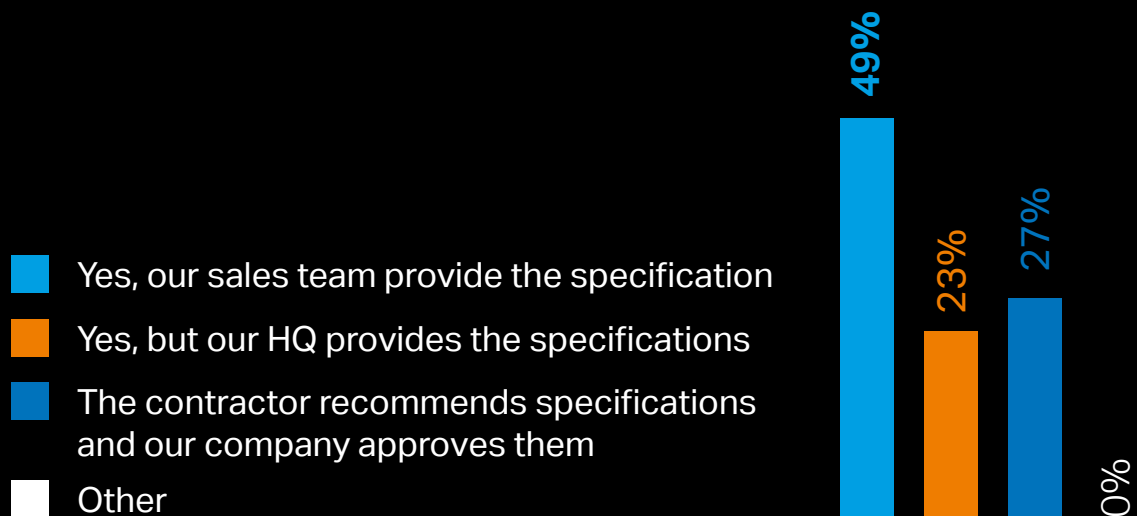 49%
23%
27%
0%
Yes, our sales team provide the specification
Yes, but our HQ provides the specifications
The contractor recommends specifications
and our company approves them
Other